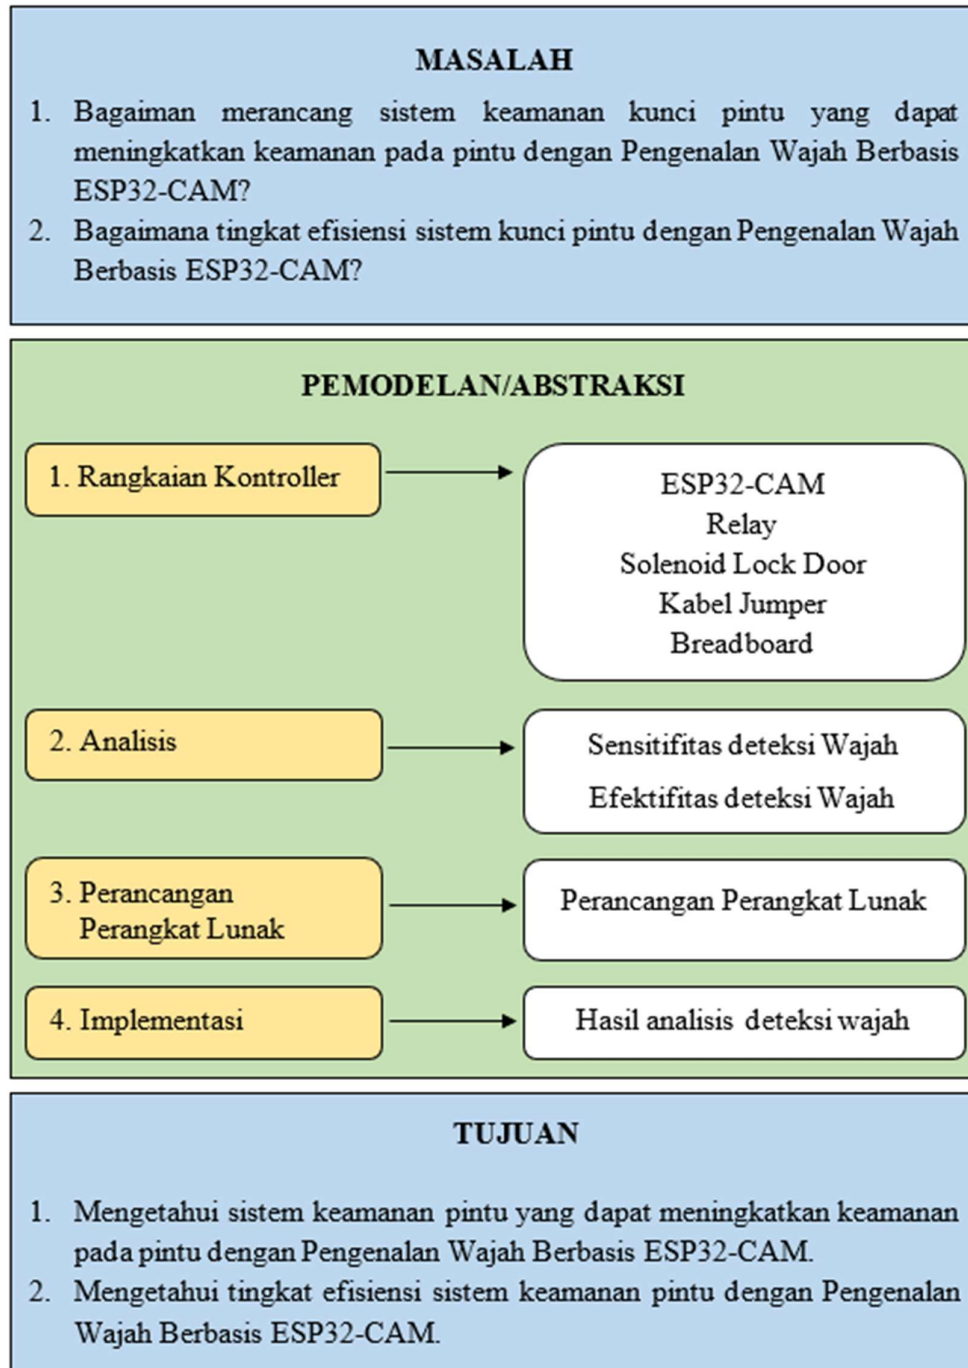 MASALAH
1. Bagaiman merancang sistem keamanan kunci pintu yang dapat
meningkatkan keamanan pada pintu dengan Pengenalan Wajah Berbasis
ESP32-CAM?
2. Bagaimana tingkat efisiensi sistem kunci pintu dengan Pengenalan Wajah
Berbasis ESP32-CAM?
PEMODELAN/ABSTRAKSI
1. Rangkaian Kontroller
ESP32-CAM
Relay
Solenoid Lock Door
Kabel Jumper
Breadboard
2. Analisis
Sensitifitas deteksi Wajah
Efektifitas deteksi Wajah
3. Perancangan
Perangkat Lunak
Perancangan Perangkat Lunak
4. Implementasi
Hasil analisis deteksi wajah
TUJUAN
1. Mengetahui sistem keamanan pintu yang dapat meningkatkan keamanan
pada pintu dengan Pengenalan Wajah Berbasis ESP32-CAM.
2. Mengetahui tingkat efisiensi sistem keamanan pintu dengan Pengenalan
Wajah Berbasis ESP32-CAM.